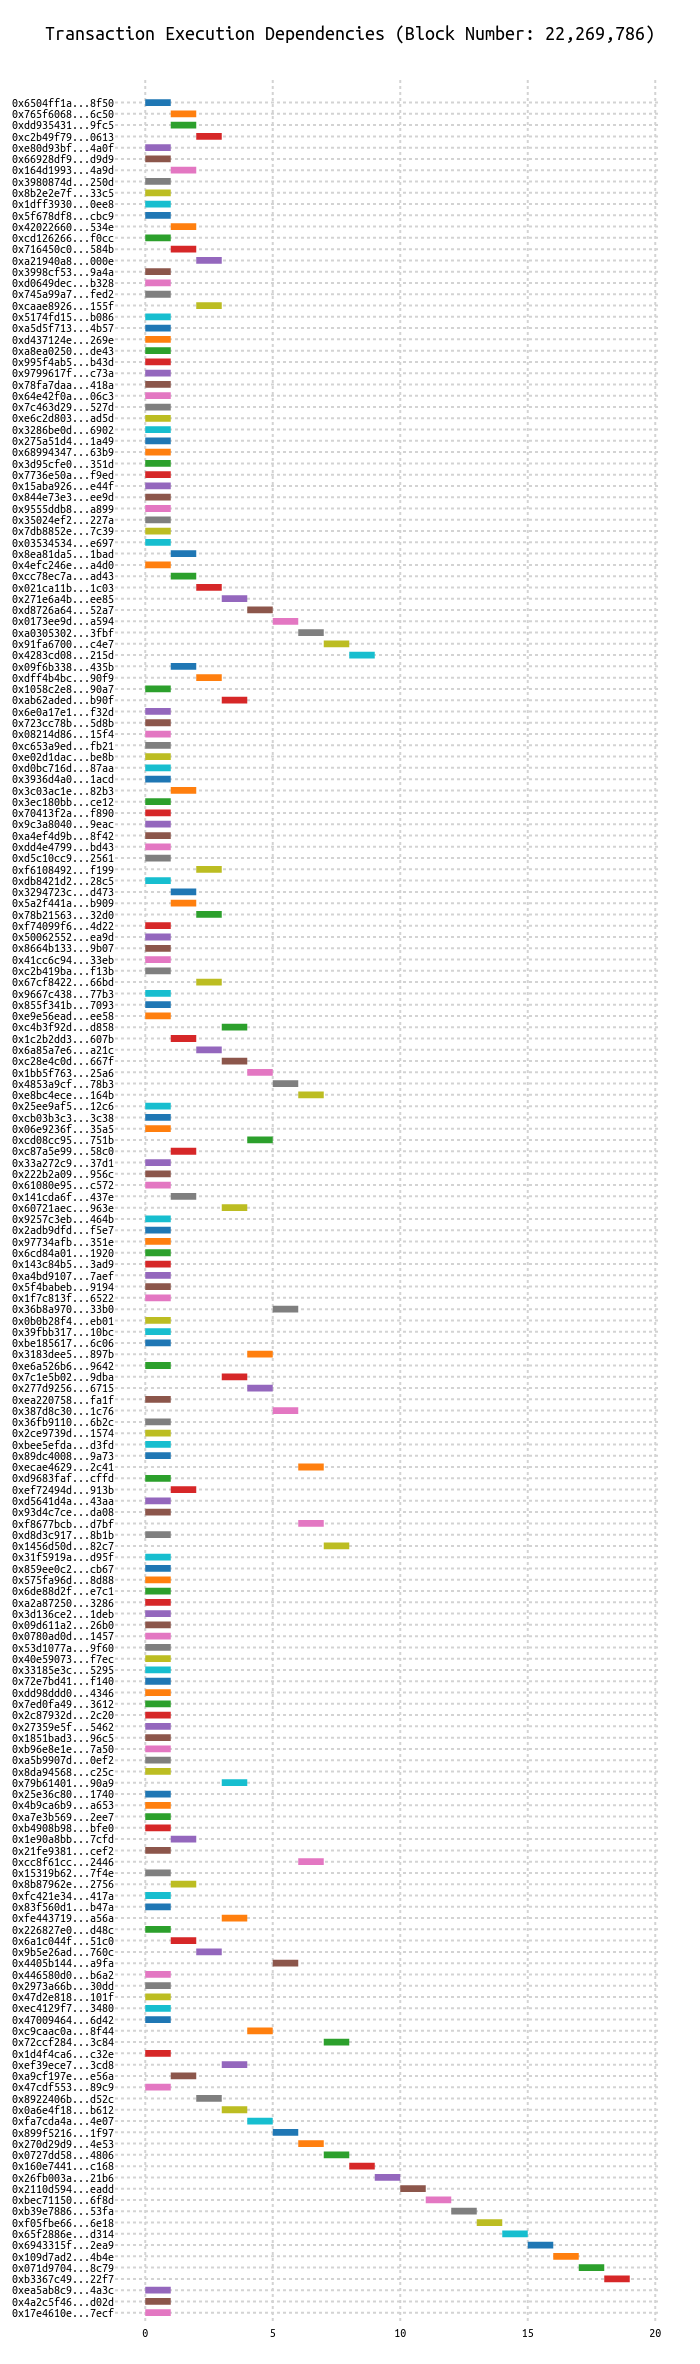 Transaction Execution Dependencies (Block Number: 22,269,786)
0x6504ff1a...8f50
0x765f6068...6c50
0xdd935431...9fc5
0xc2b49f79...0613
0xe80d93bf...4a0f
0x66928df9...d9d9
0x164d1993...4a9d
0x3980874d...250d
0x8b2e2e7f...33c5
0x1dff3930...0ee8
0x5f678df8...cbc9
0x42022660...534e
0xcd126266...f0cc
0x716450c0...584b
0xa21940a8...000e
0x3998cf53...9a4a
0xd0649dec...b328
0x745a99a7...fed2
0xcaae8926...155f
0x5174fd15...b086
0xa5d5f713...4b57
0xd437124e...269e
0xa8ea0250...de43
0x995f4ab5...b43d
0x9799617f...c73a
0x78fa7daa...418a
0x64e42f0a...06c3
0x7c463d29...527d
0xe6c2d803...ad5d
0x3286be0d...6902
0x275a51d4...1a49
0x68994347...63b9
0x3d95cfe0...351d
0x7736e50a...f9ed
0x15aba926...e44f
0x844e73e3...ee9d
0x9555ddb8...a899
0x35024ef2...227a
0x7db8852e...7c39
0x03534534...e697
0x8ea81da5...1bad
0x4efc246e...a4d0
0xcc78ec7a...ad43
0x021ca11b...1c03
0x271e6a4b...ee85
0xd8726a64...52a7
0x0173ee9d...a594
0xa0305302...3fbf
0x91fa6700...c4e7
0x4283cd08...215d
0x09f6b338...435b
0xdff4b4bc...90f9
0x1058c2e8...90a7
0xab62aded...b90f
0x6e0a17e1...f32d
0x723cc78b...5d8b
0x08214d86...15f4
0xc653a9ed...fb21
0xe02d1dac...be8b
0xd0bc716d...87aa
0x3936d4a0...1acd
0x3c03ac1e...82b3
0x3ec180bb...ce12
0x70413f2a...f890
0x9c3a8040...9eac
0xa4ef4d9b...8f42
0xdd4e4799...bd43
0xd5c10cc9...2561
0xf6108492...f199
0xdb8421d2...28c5
0x3294723c...d473
0x5a2f441a...b909
0x78b21563...32d0
0xf74099f6...4d22
0x50062552...ea9d
0x8664b133...9b07
0x41cc6c94...33eb
0xc2b419ba...f13b
0x67cf8422...66bd
0x9667c438...77b3
0x855f341b...7093
0xe9e56ead...ee58
0xc4b3f92d...d858
0x1c2b2dd3...607b
0x6a85a7e6...a21c
0xc28e4c0d...667f
0x1bb5f763...25a6
0x4853a9cf...78b3
0xe8bc4ece...164b
0x25ee9af5...12c6
0xcb03b3c3...3c38
0x06e9236f...35a5
0xcd08cc95...751b
0xc87a5e99...58c0
0x33a272c9...37d1
0x222b2a09...956c
0x61080e95...c572
0x141cda6f...437e
0x60721aec...963e
0x9257c3eb...464b
0x2adb9dfd...f5e7
0x97734afb...351e
0x6cd84a01...1920
0x143c84b5...3ad9
0xa4bd9107...7aef
0x5f4babeb...9194
0x1f7c813f...6522
0x36b8a970...33b0
0x0b0b28f4...eb01
0x39fbb317...10bc
0xbe185617...6c06
0x3183dee5...897b
0xe6a526b6...9642
0x7c1e5b02...9dba
0x277d9256...6715
0xea220758...fa1f
0x387d8c30...1c76
0x36fb9110...6b2c
0x2ce9739d...1574
0xbee5efda...d3fd
0x89dc4008...9a73
0xecae4629...2c41
0xd9683faf...cffd
0xef72494d...913b
0xd5641d4a...43aa
0x93d4c7ce...da08
0xf8677bcb...d7bf
0xd8d3c917...8b1b
0x1456d50d...82c7
0x31f5919a...d95f
0x859ee0c2...cb67
0x575fa96d...8d88
0x6de88d2f...e7c1
0xa2a87250...3286
0x3d136ce2...1deb
0x09d611a2...26b0
0x0780ad0d...1457
0x53d1077a...9f60
0x40e59073...f7ec
0x33185e3c...5295
0x72e7bd41...f140
0xdd98ddd0...4346
0x7ed0fa49...3612
0x2c87932d...2c20
0x27359e5f...5462
0x1851bad3...96c5
0xb96e8e1e...7a50
0xa5b9907d...0ef2
0x8da94568...c25c
0x79b61401...90a9
0x25e36c80...1740
0x4b9ca6b9...a653
0xa7e3b569...2ee7
0xb4908b98...bfe0
0x1e90a8bb...7cfd
0x21fe9381...cef2
0xcc8f61cc...2446
0x15319b62...7f4e
0x8b87962e...2756
0xfc421e34...417a
0x83f560d1...b47a
0xfe443719...a56a
0x226827e0...d48c
0x6a1c044f...51c0
0x9b5e26ad...760c
0x4405b144...a9fa
0x446580d0...b6a2
0x2973a66b...30dd
0x47d2e818...101f
0xec4129f7...3480
0x47009464...6d42
0xc9caac0a...8f44
0x72ccf284...3c84
0x1d4f4ca6...c32e
0xef39ece7...3cd8
0xa9cf197e...e56a
0x47cdf553...89c9
0x8922406b...d52c
0x0a6e4f18...b612
0xfa7cda4a...4e07
0x899f5216...1f97
0x270d29d9...4e53
0x0727dd58...4806
0x160e7441...c168
0x26fb003a...21b6
0x2110d594...eadd
0xbec71150...6f8d
0xb39e7886...53fa
0xf05fbe66...6e18
0x65f2886e...d314
0x6943315f...2ea9
0x109d7ad2...4b4e
0x071d9704...8c79
0xb3367c49...22f7
0xea5ab8c9...4a3c
0x4a2c5f46...d02d
0x17e4610e...7ecf
0 5 10 15 20